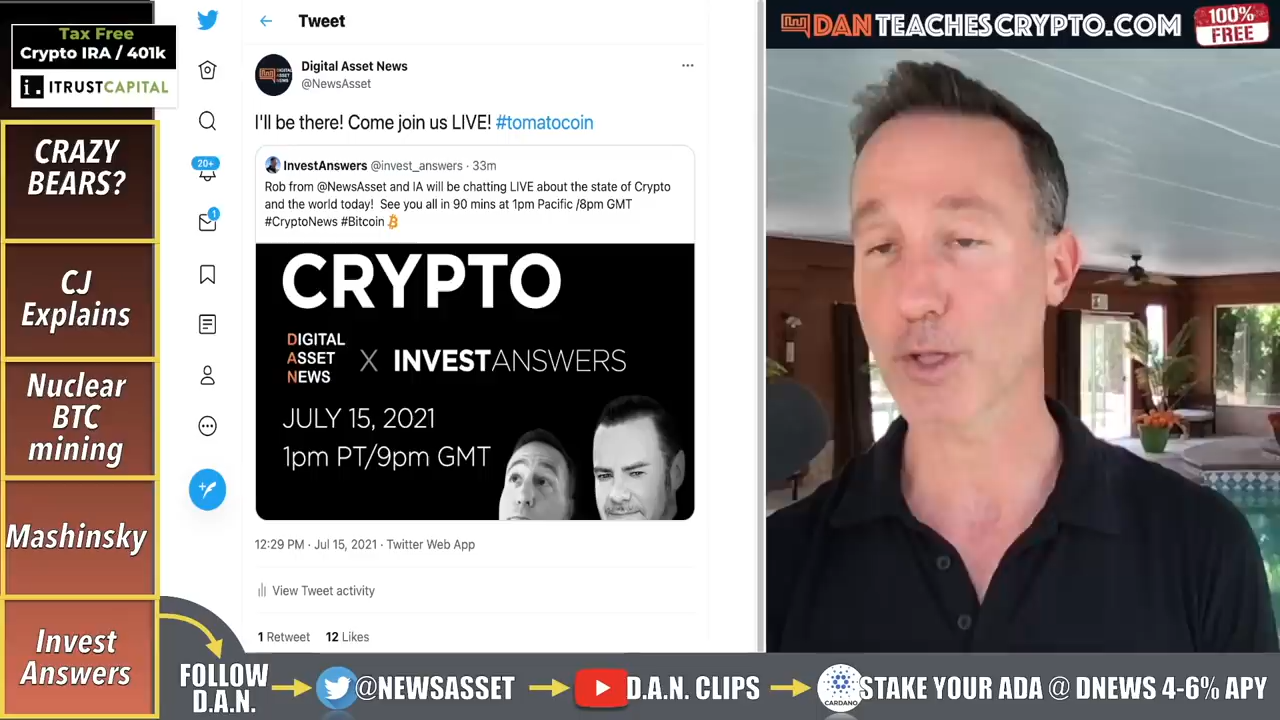 Tax Free
Crypto IRA / 401k
i. ITRUSTCAPITAL
CRAZY
BEARS?
CJ
Explains
Nuclear
BTC
mining
Mashinsky
Invest
Answers
20+
1
Tweet
Digital Asset News
@NewsAsset
I'll be there! Come join us LIVE! #tomatocoin
InvestAnswers @invest_answers · 33m
Rob from @NewsAsset and IA will be chatting LIVE about the state of Crypto
and the world today! See you all in 90 mins at 1pm Pacific /8pm GMT
#CryptoNews #Bitcoin
CRYPTO
DIGITAL
ASSET
NEWS
X INVESTANSWERS
JULY 15, 2021
1pm PT/9pm GMT
12:29 PM · Jul 15, 2021 · Twitter Web App
View Tweet activity
1 Retweet 12 Likes
DANTEACHESCRYPTO.COM
100%
FREE
FOLLOW
D.A.N.
@NEWSASSET
D.A.N. CLIPS
CARDANO
STAKE YOUR ADA @ DNEWS 4-6% APY